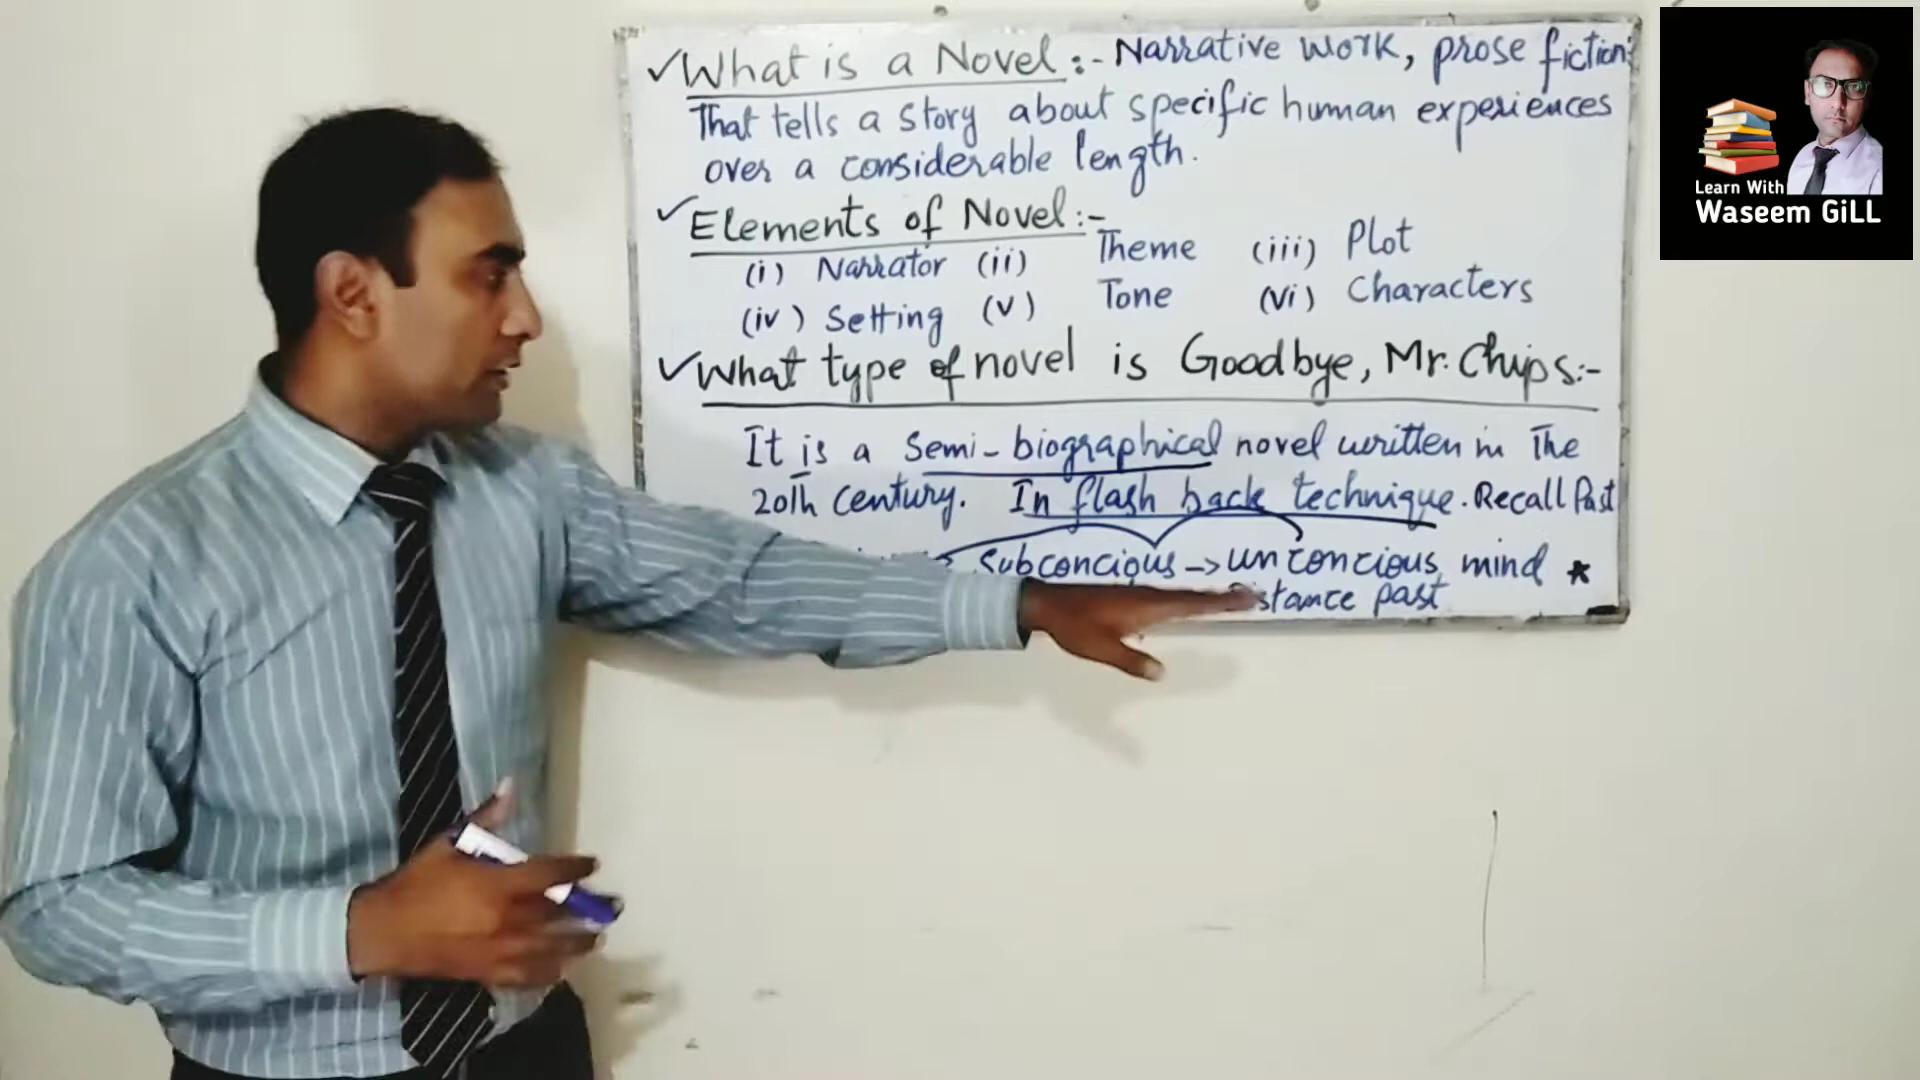 ✓What is a Novel:- Narrative work, prose fiction:
That tells a story about specific human experiences
over a considerable length.
✓Elements of Novel:-
(i) Narrator (ii) Theme (iii) Plot
(iv) Setting (v) Tone (vi) Characters
✓What type of novel is Goodbye, Mr. Chips:-
It is a Semi-biographical novel written in The
20th Century. In flash back technique. Recall Past
Subconcious -> unconcious mind *
Distance past
Learn With
Waseem GiLL